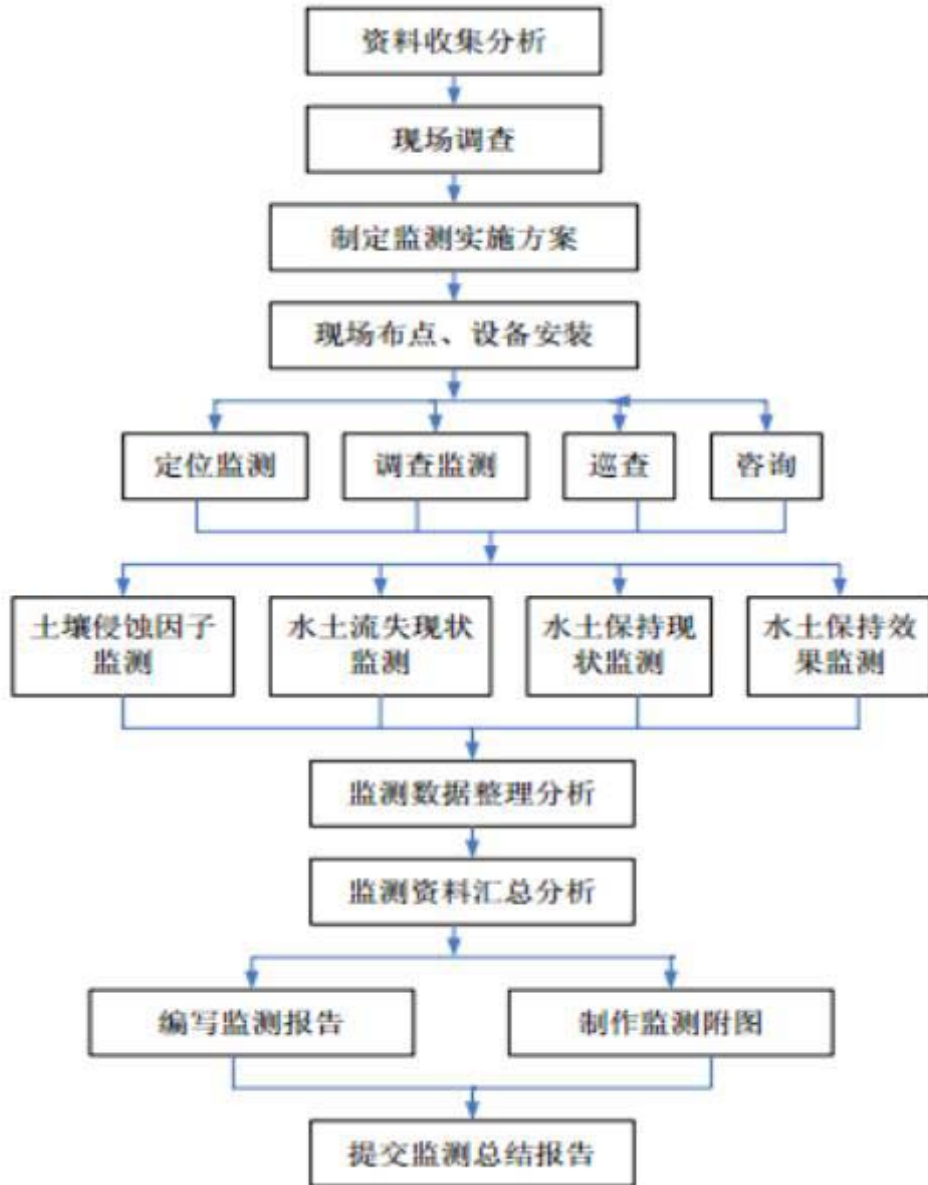 资料收集分析
现场调查
制定监测实施方案
现场布点、设备安装
定位监测
调查监测
巡查
咨询
土壤侵蚀因子
监测
水土流失现状
监测
水土保持现
状监测
水土保持效
果监测
监测数据整理分析
监测资料汇总分析
编写监测报告
制作监测附图
提交监测总结报告